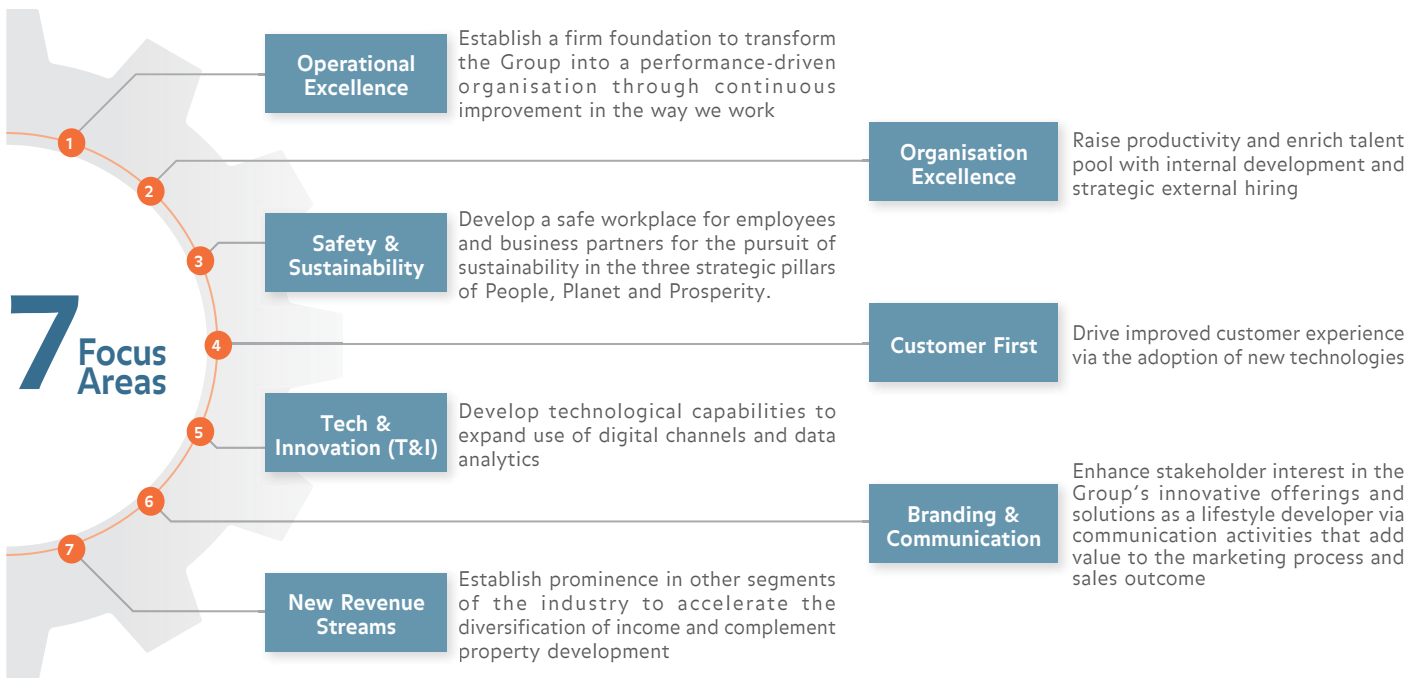 7 Focus
Areas
1
Operational
Excellence
Establish a firm foundation to transform
the Group into a performance-driven
organisation through continuous
improvement in the way we work
2
Organisation
Excellence
Raise productivity and enrich talent
pool with internal development and
strategic external hiring
3
Safety &
Sustainability
Develop a safe workplace for employees
and business partners for the pursuit of
sustainability in the three strategic pillars
of People, Planet and Prosperity.
4
Customer First
Drive improved customer experience
via the adoption of new technologies
5
Tech &
Innovation (T&I)
Develop technological capabilities to
expand use of digital channels and data
analytics
6
Branding &
Communication
Enhance stakeholder interest in the
Group's innovative offerings and
solutions as a lifestyle developer via
communication activities that add
value to the marketing process and
sales outcome
7
New Revenue
Streams
Establish prominence in other segments
of the industry to accelerate the
diversification of income and complement
property development